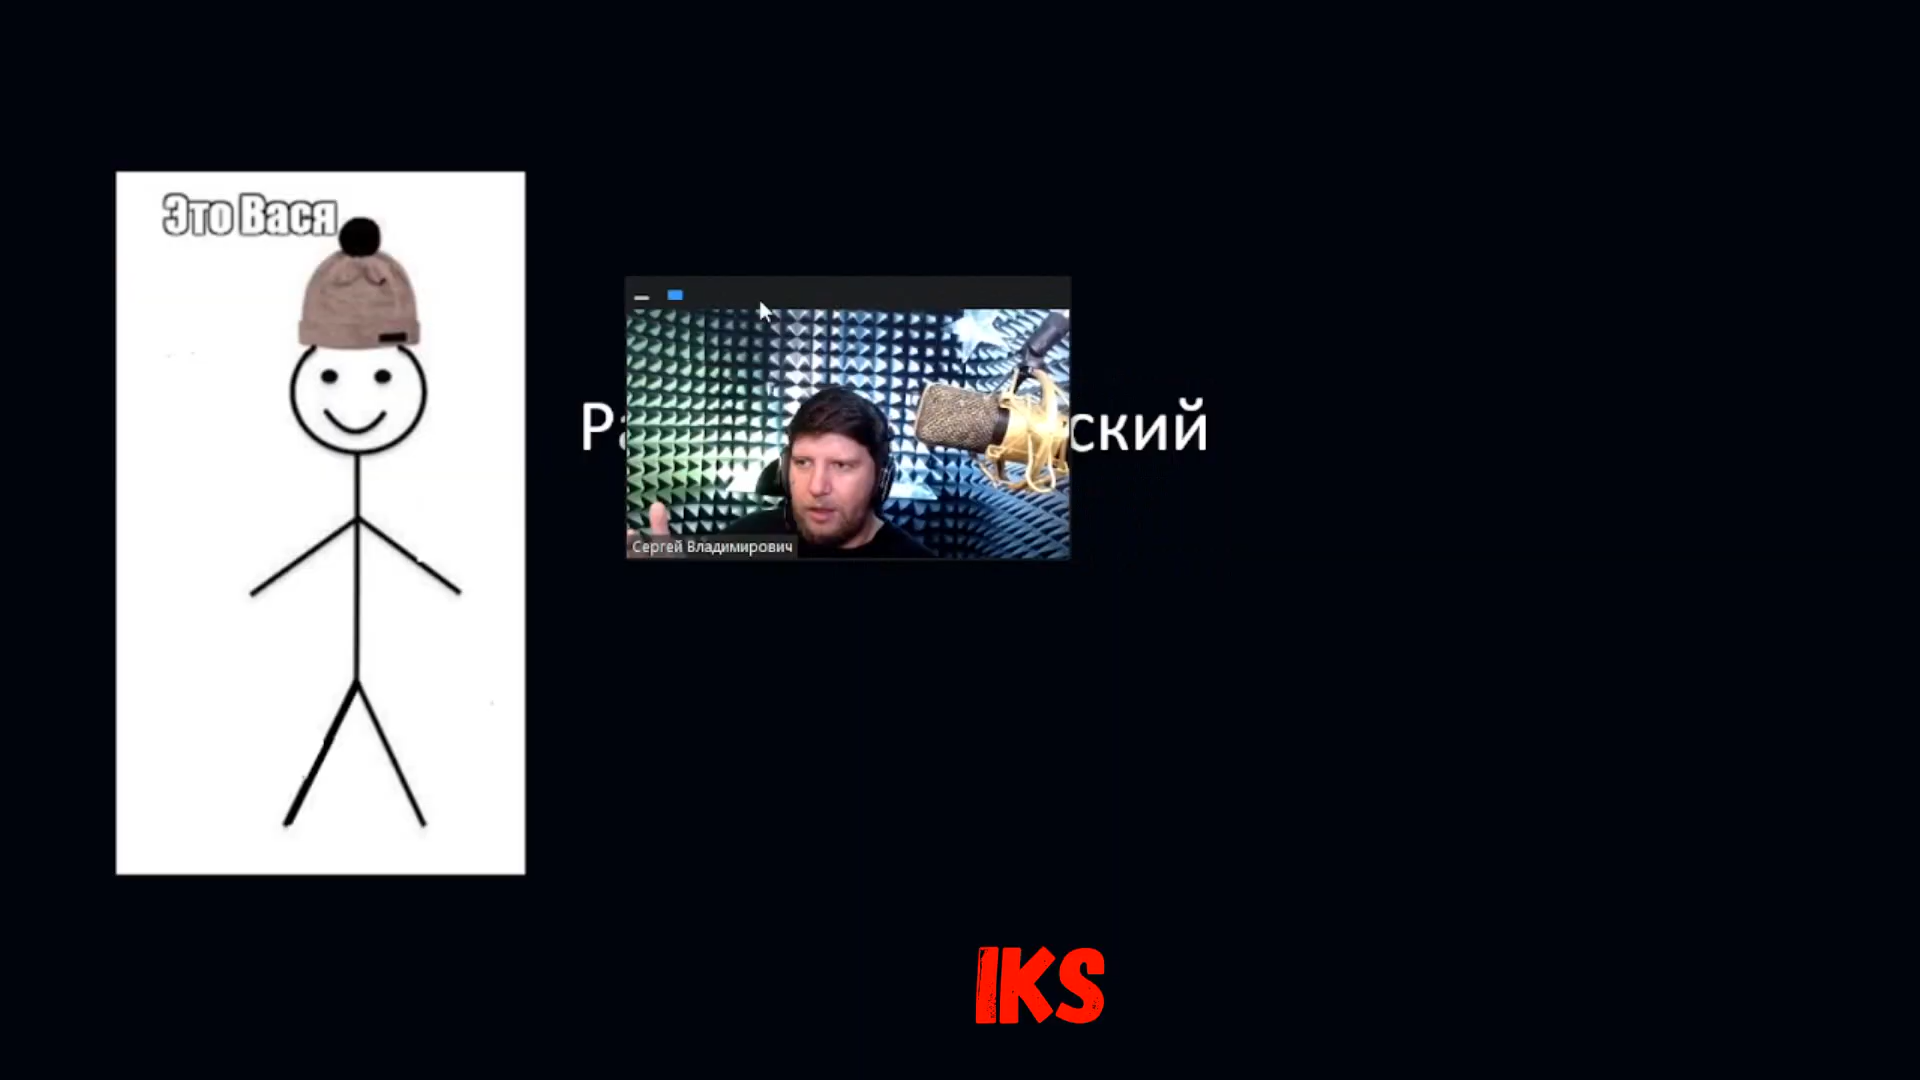 Это Вася
ский
Сергей Владимирович
IKS